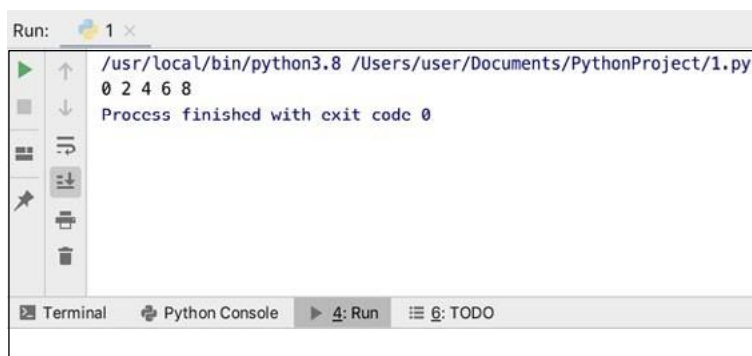 Run: 1 ×
/usr/local/bin/python3.8 /Users/user/Documents/PythonProject/1.py
0 2 4 6 8
Process finished with exit code 0
Terminal Python Console 4: Run 6: TODO